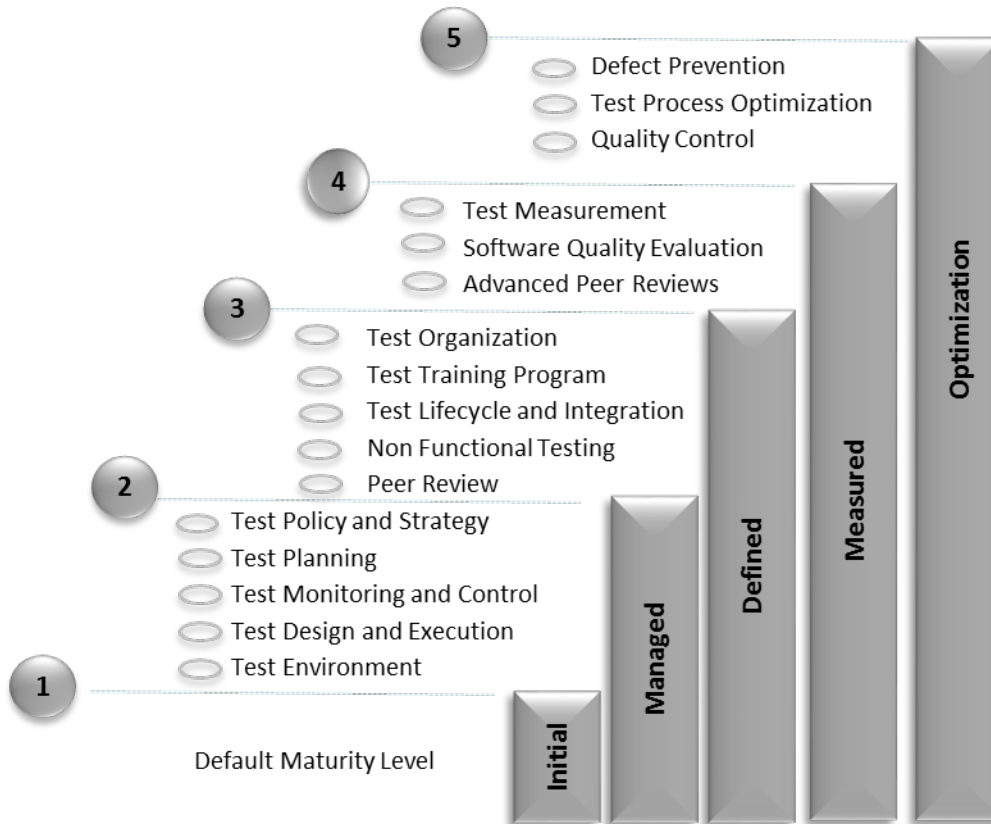 5
Defect Prevention
Test Process Optimization
Quality Control
4
Test Measurement
Software Quality Evaluation
Advanced Peer Reviews
3
Test Organization
Test Training Program
Test Lifecycle and Integration
Non Functional Testing
Peer Review
2
Test Policy and Strategy
Test Planning
Test Monitoring and Control
Test Design and Execution
Test Environment
1
Default Maturity Level
Initial
Managed
Defined
Measured
Optimization